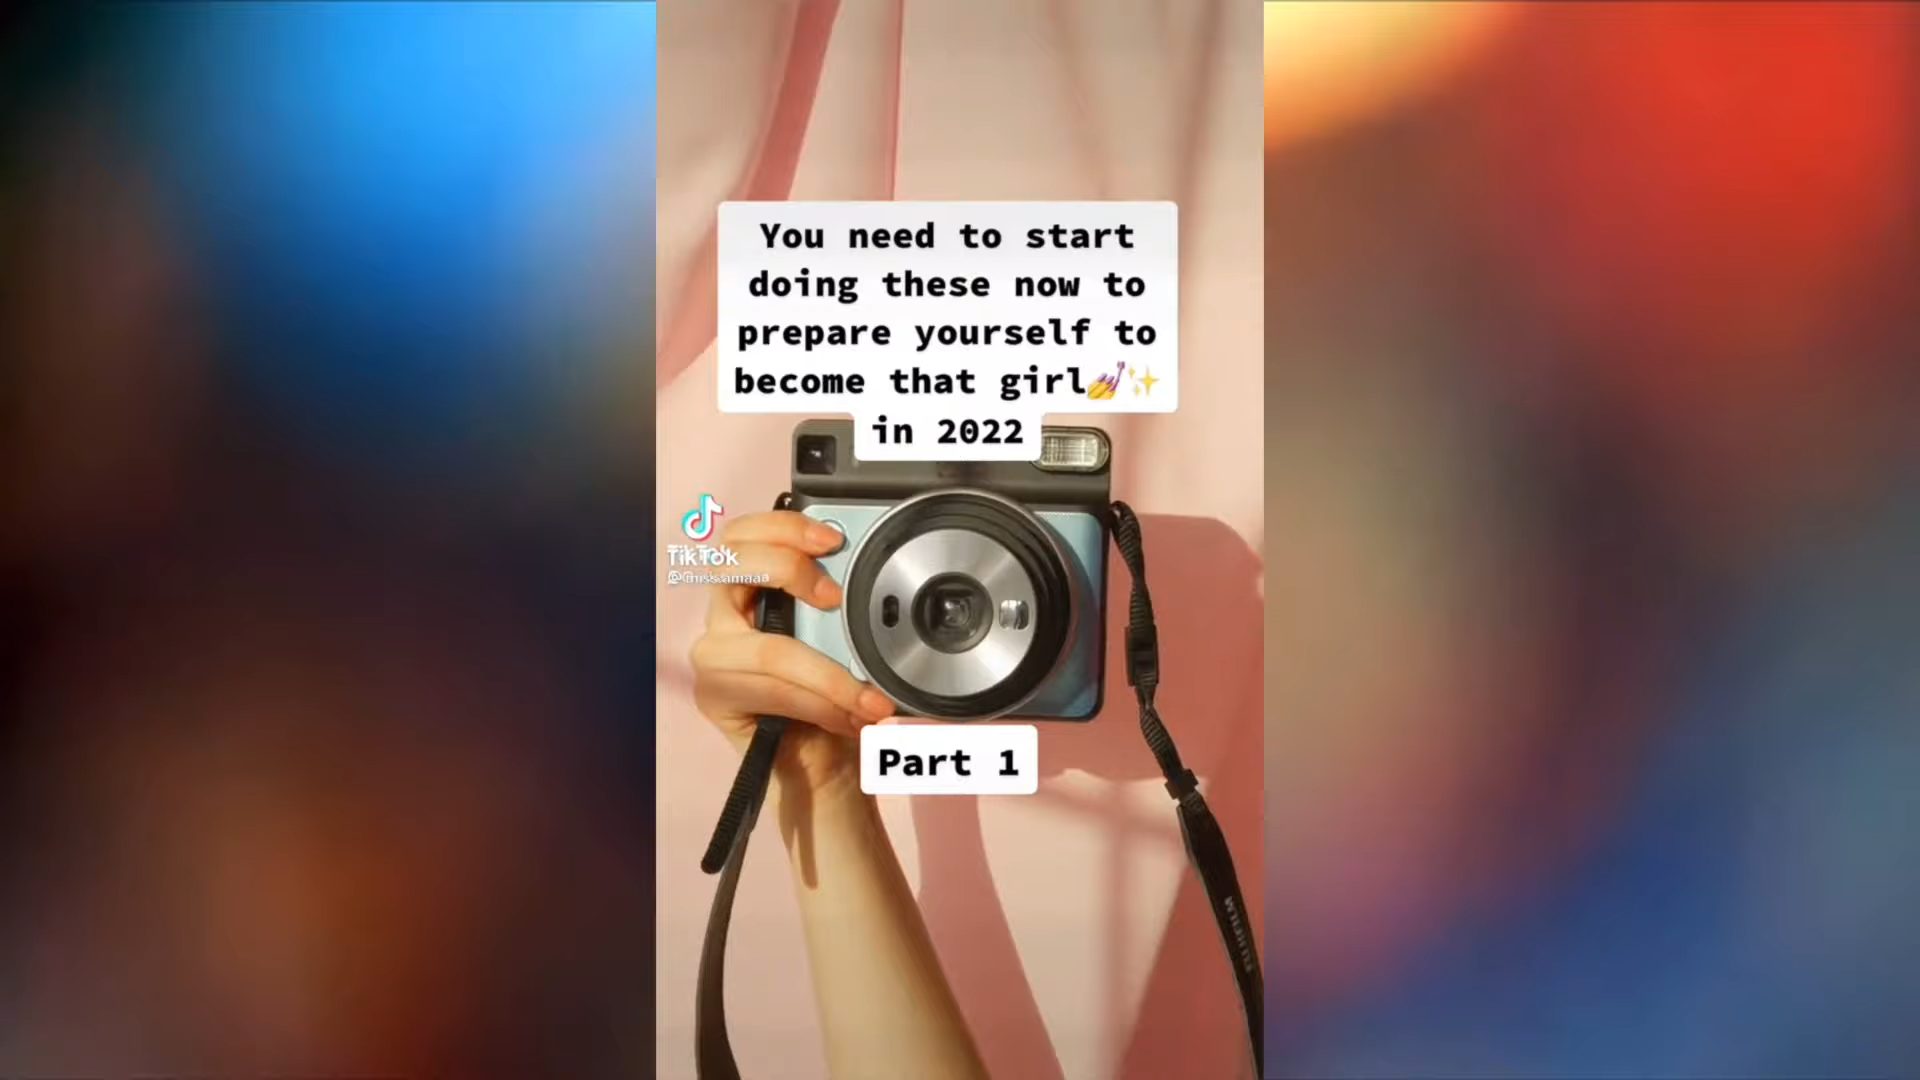 You need to start
doing these now to
prepare yourself to
become that girl💅✨
in 2022
TikTok
Part 1